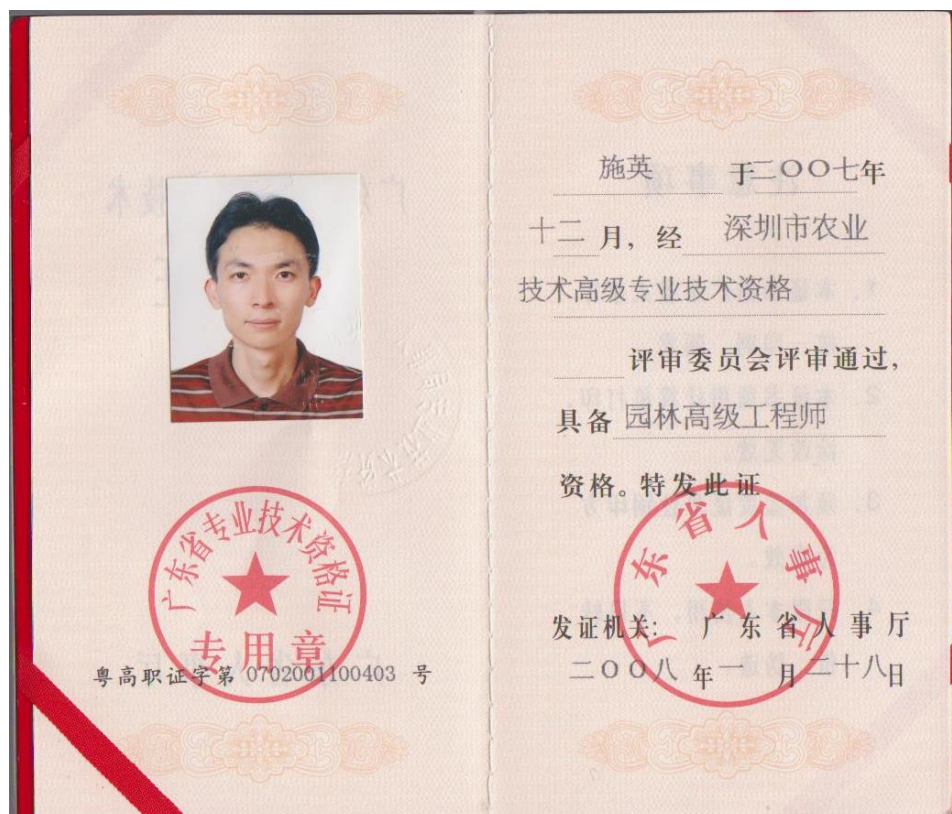 广东省专业技术资格证
专用章
粤高职证字第 0702001100403 号
施英 于二〇〇七年
十二月，经 深圳市农业
技术高级专业技术资格
评审委员会评审通过，
具备 园林高级工程师
资格。特发此证
广东省人事厅
发证机关：广东省人事厅
二〇〇八年一月二十八日